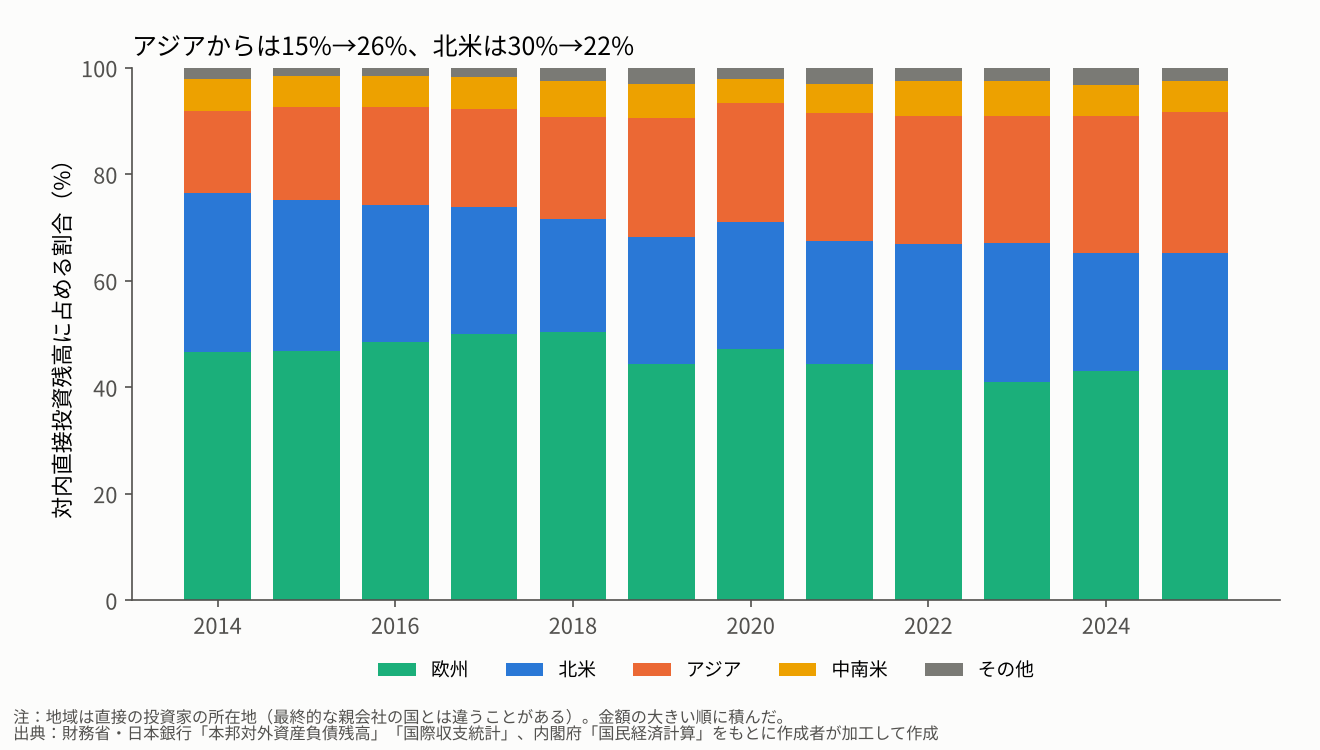 アジアからは15%→26%、北米は30%→22%
対内直接投資残高に占める割合（%）
100
80
60
40
20
0
2014 2016 2018 2020 2022 2024
欧州 北米 アジア 中南米 その他
注：地域は直接の投資家の所在地（最終的な親会社の国とは違うことがある）。金額の大きい順に積んだ。
出典：財務省・日本銀行「本邦対外資産負債残高」「国際収支統計」、内閣府「国民経済計算」をもとに作成者が加工して作成